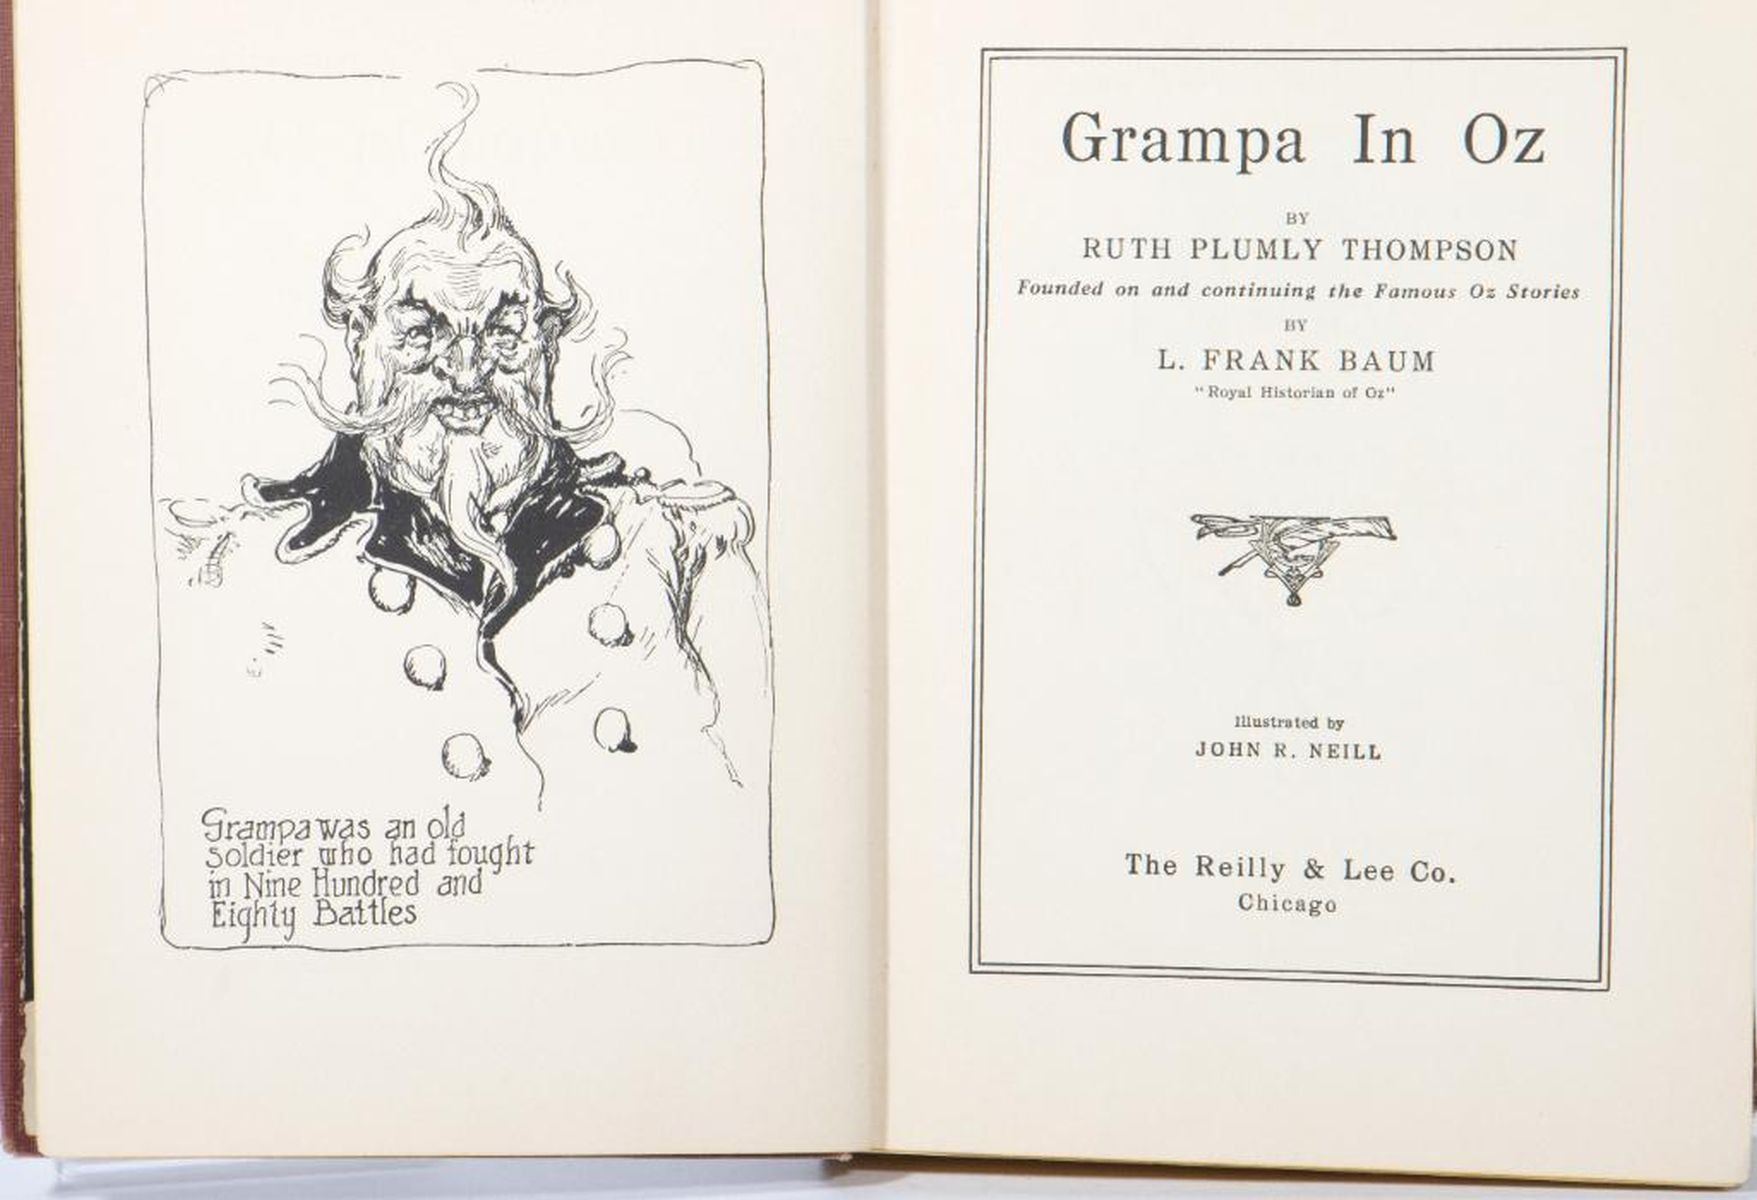 Grampa was an old
soldier who had fought
in Nine Hundred and
Eighty Battles
Grampa In Oz
BY
RUTH PLUMLY THOMPSON
Founded on and continuing the Famous Oz Stories
BY
L. FRANK BAUM
"Royal Historian of Oz"
Illustrated by
JOHN R. NEILL
The Reilly & Lee Co.
Chicago